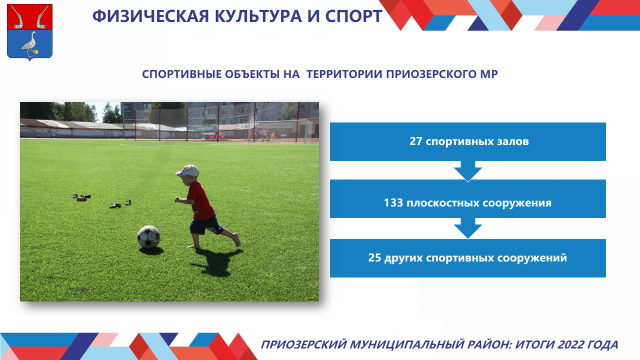 ФИЗИЧЕСКАЯ КУЛЬТУРА И СПОРТ
СПОРТИВНЫЕ ОБЪЕКТЫ НА ТЕРРИТОРИИ ПРИОЗЕРСКОГО МР
27 спортивных залов
133 плоскостных сооружения
25 других спортивных сооружений
ПРИОЗЕРСКИЙ МУНИЦИПАЛЬНЫЙ РАЙОН: ИТОГИ 2022 ГОДА